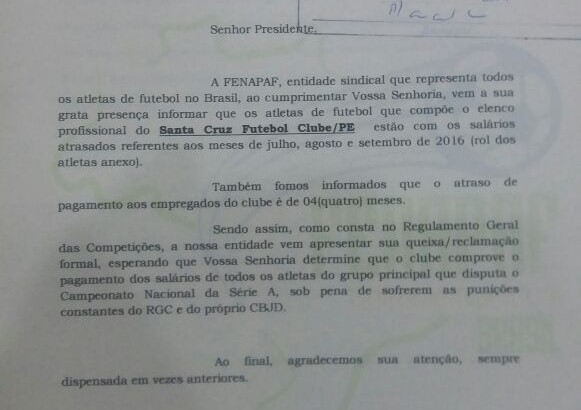 Senhor Presidente,
A FENAPAF, entidade sindical que representa todos
os atletas de futebol no Brasil, ao cumprimentar Vossa Senhoria, vem a sua
grata presença informar que os atletas de futebol que compõe o elenco
profissional do Santa Cruz Futebol Clube/PE estão com os salários
atrasados referentes aos meses de julho, agosto e setembro de 2016 (rol dos
atletas anexo).
Também fomos informados que o atraso de
pagamento aos empregados do clube é de 04(quatro) meses.
Sendo assim, como consta no Regulamento Geral
das Competições, a nossa entidade vem apresentar sua queixa/reclamação
formal, esperando que Vossa Senhoria determine que o clube comprove o
pagamento dos salários de todos os atletas do grupo principal que disputa o
Campeonato Nacional da Série A, sob pena de sofrerem as punições
constantes do RGC e do próprio CBJD.
Ao final, agradecemos sua atenção, sempre
dispensada em vezes anteriores.